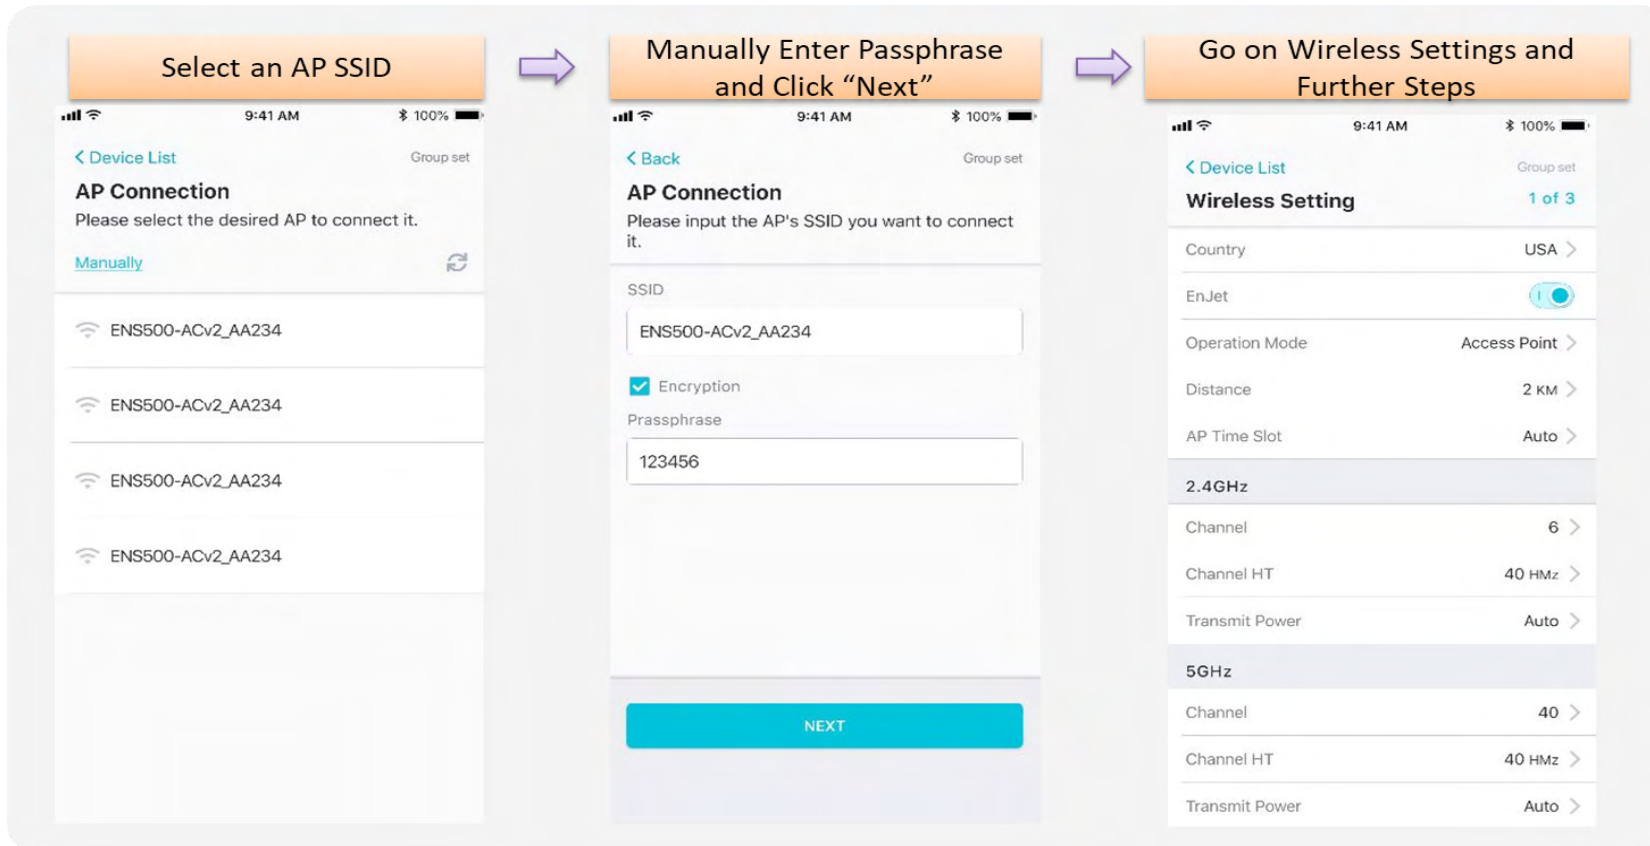 Select an AP SSID
9:41 AM
100%
Device List
Group set
AP Connection
Please select the desired AP to connect it.
Manually
ENS500-ACv2_AA234
ENS500-ACv2_AA234
ENS500-ACv2_AA234
ENS500-ACv2_AA234
Manually Enter Passphrase
and Click “Next”
9:41 AM
100%
Back
Group set
AP Connection
Please input the AP's SSID you want to connect
it.
SSID
ENS500-ACv2_AA234
Encryption
Prassphrase
123456
NEXT
Go on Wireless Settings and
Further Steps
9:41 AM
100%
Device List
Group set
Wireless Setting
1 of 3
Country USA
EnJet
Operation Mode Access Point
Distance 2 KM
AP Time Slot Auto
2.4GHz
Channel 6
Channel HT 40 HMz
Transmit Power Auto
5GHz
Channel 40
Channel HT 40 HMz
Transmit Power Auto